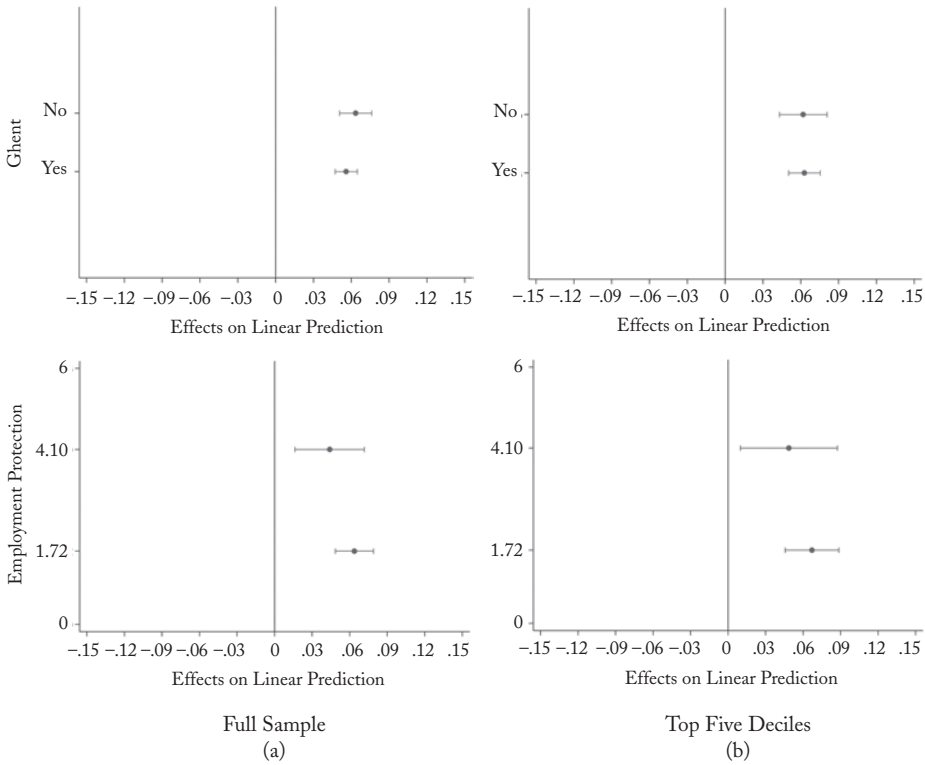 Ghent
No
Yes
−.15 −.12 −.09 −.06 −.03 0 .03 .06 .09 .12 .15
Effects on Linear Prediction
No
Yes
−.15 −.12 −.09 −.06 −.03 0 .03 .06 .09 .12 .15
Effects on Linear Prediction
Employment Protection
6
4.10
1.72
0
−.15 −.12 −.09 −.06 −.03 0 .03 .06 .09 .12 .15
Effects on Linear Prediction
Full Sample
(a)
6
4.10
1.72
0
−.15 −.12 −.09 −.06 −.03 0 .03 .06 .09 .12 .15
Effects on Linear Prediction
Top Five Deciles
(b)